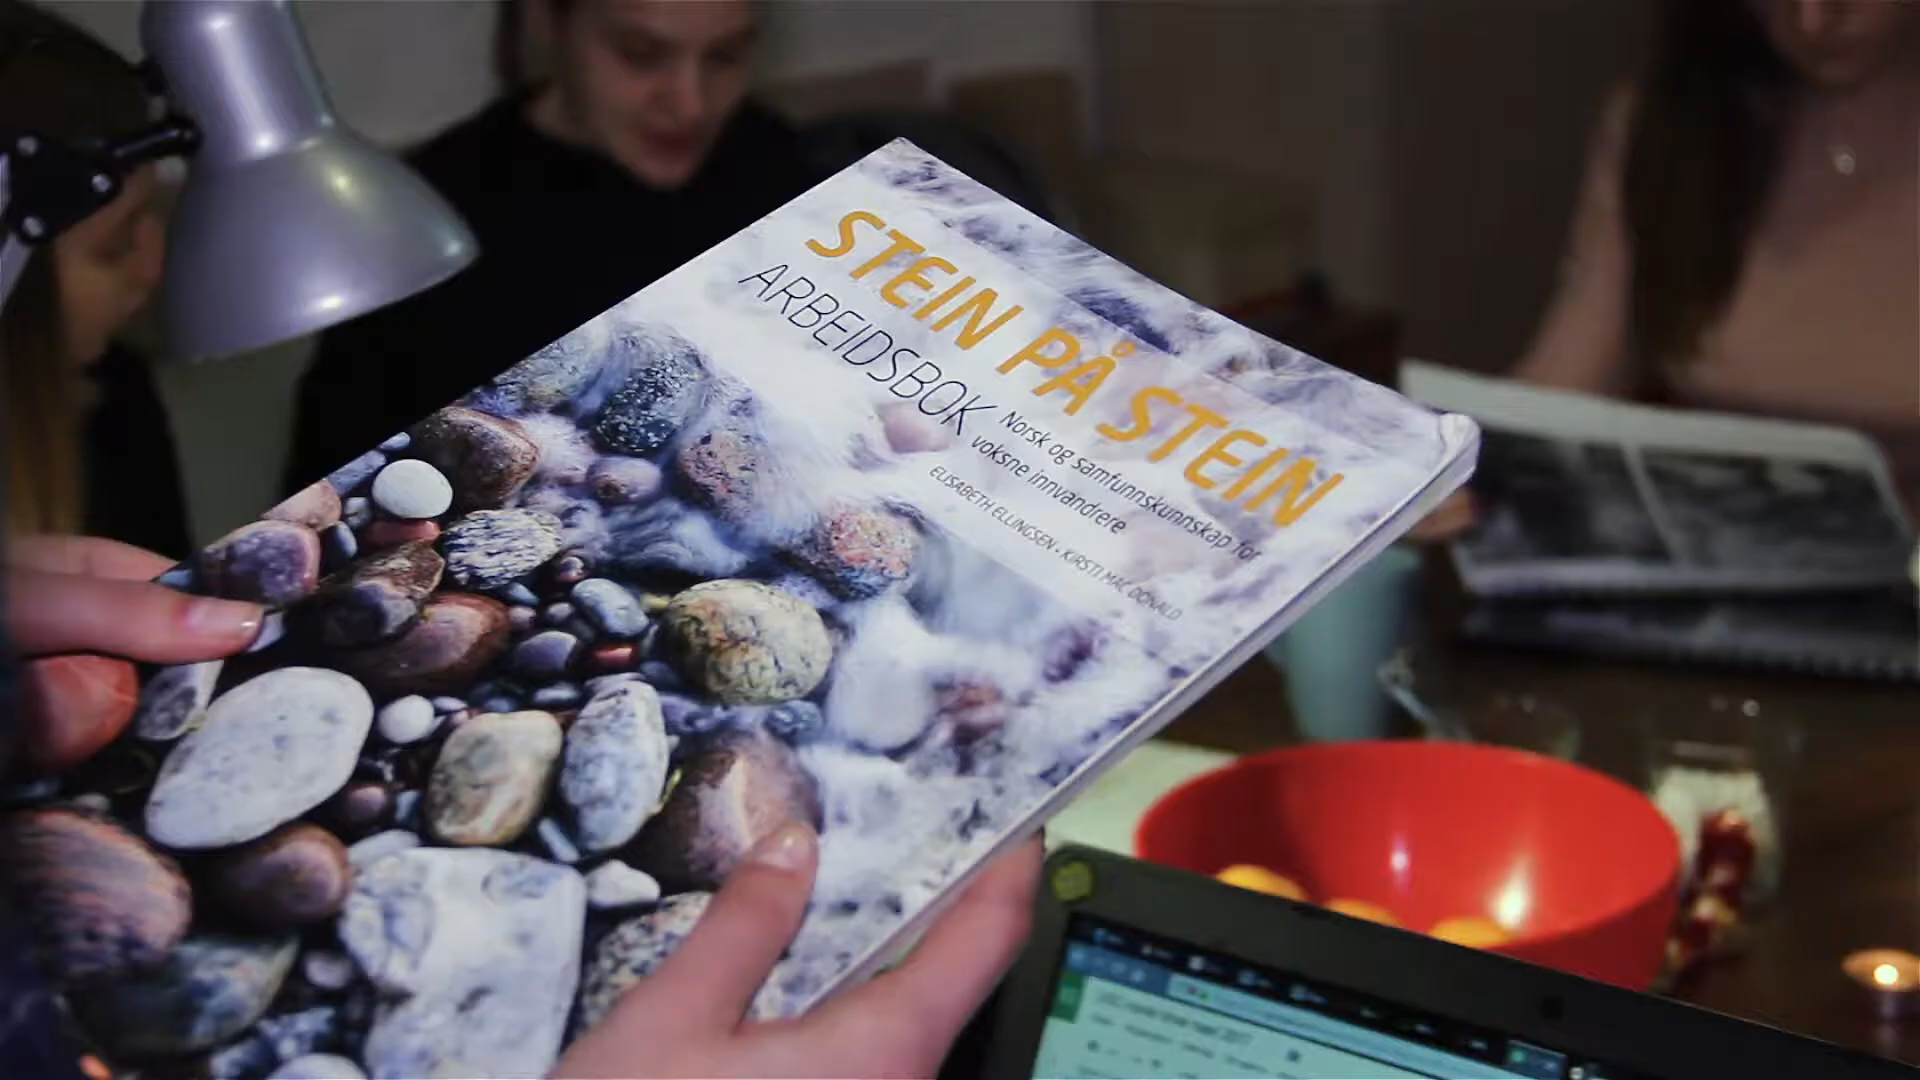 STEIN PÅ STEIN
ARBEIDSBOK
Norsk og samfunnskunnskap for
voksne innvandrere
ELISABETH ELLINGSEN • KIRSTI MAC DONALD